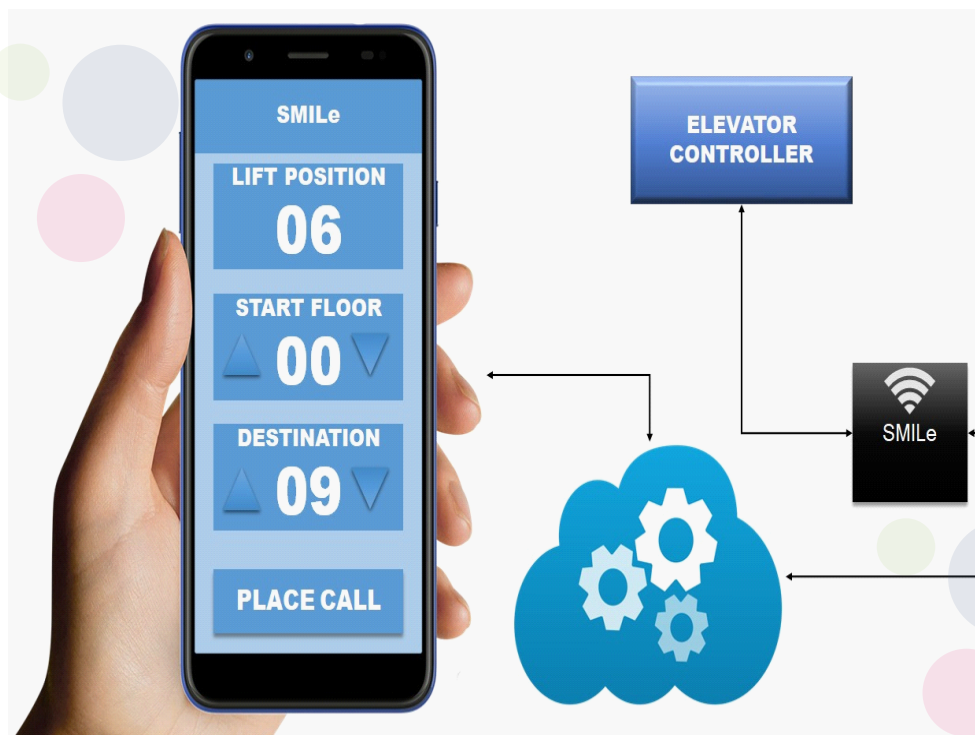 SMILe
LIFT POSITION
06
START FLOOR
00
DESTINATION
09
PLACE CALL
ELEVATOR
CONTROLLER
SMILe